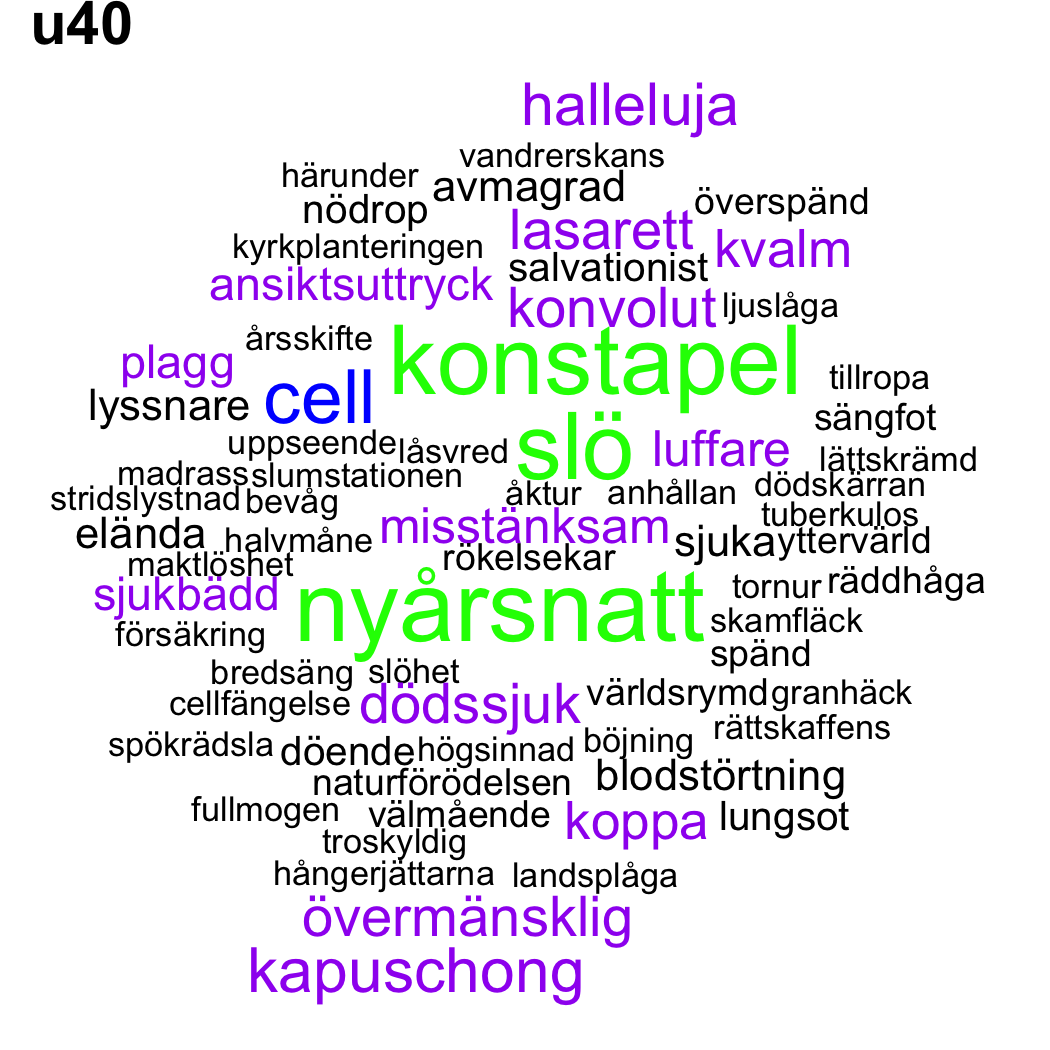 u40
halleluja
vandrerskans
härunder avmagrad
nödrop överspänd
lasarett
kyrkplanteringen kvalm
ansiktsuttryck salvationist
konvolut ljuslåga
årsskifte konstapel
plagg tillropa
lyssnare cell sängfot
uppseende låsvred slö luffare lättskrämd
madrass slumstationen dödskärran
stridslystnad bevåg åktur anhållan
tuberkulos
elända halvmåne misstänksam sjuka yttervärld
maktlöshet rökelsekar
sjukbädd nyårsnatt tornur räddhåga
försäkring skamfläck
spänd
bredsäng slöhet
cellfängelse dödssjuk världsrymd granhäck
rättskaffens
spökrädsla döende högsinnad böjning
naturförödelsen blodstörtning
fullmogen välmående koppa lungsot
troskyldig
hångerjättarna landsplåga
övermänsklig
kapuschong